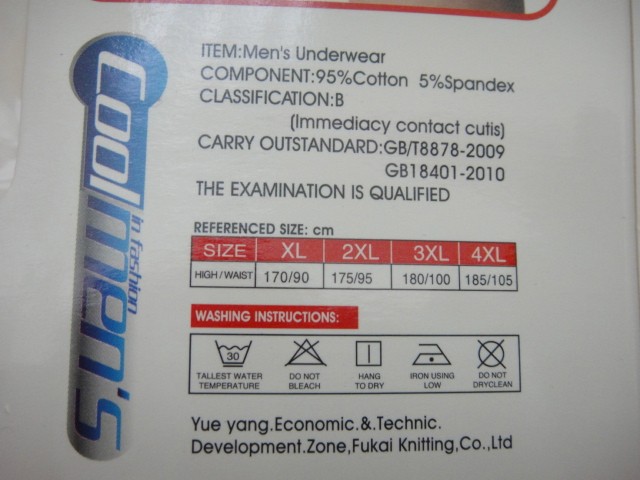 ITEM:Men's Underwear
COMPONENT:95%Cotton 5%Spandex
CLASSIFICATION:B
(Immediacy contact cutis)
CARRY OUTSTANDARD:GB/T8878-2009
GB18401-2010
THE EXAMINATION IS QUALIFIED
REFERENCED SIZE: cm
SIZE XL 2XL 3XL 4XL
HIGH/WAIST 170/90 175/95 180/100 185/105
WASHING INSTRUCTIONS:
30
TALLEST WATER TEMPERATURE
DO NOT BLEACH
HANG TO DRY
IRON USING LOW
DO NOT DRYCLEAN
Yue yang.Economic.&.Technic.
Development.Zone,Fukai Knitting,Co.,Ltd
Coolmen's
in fashion